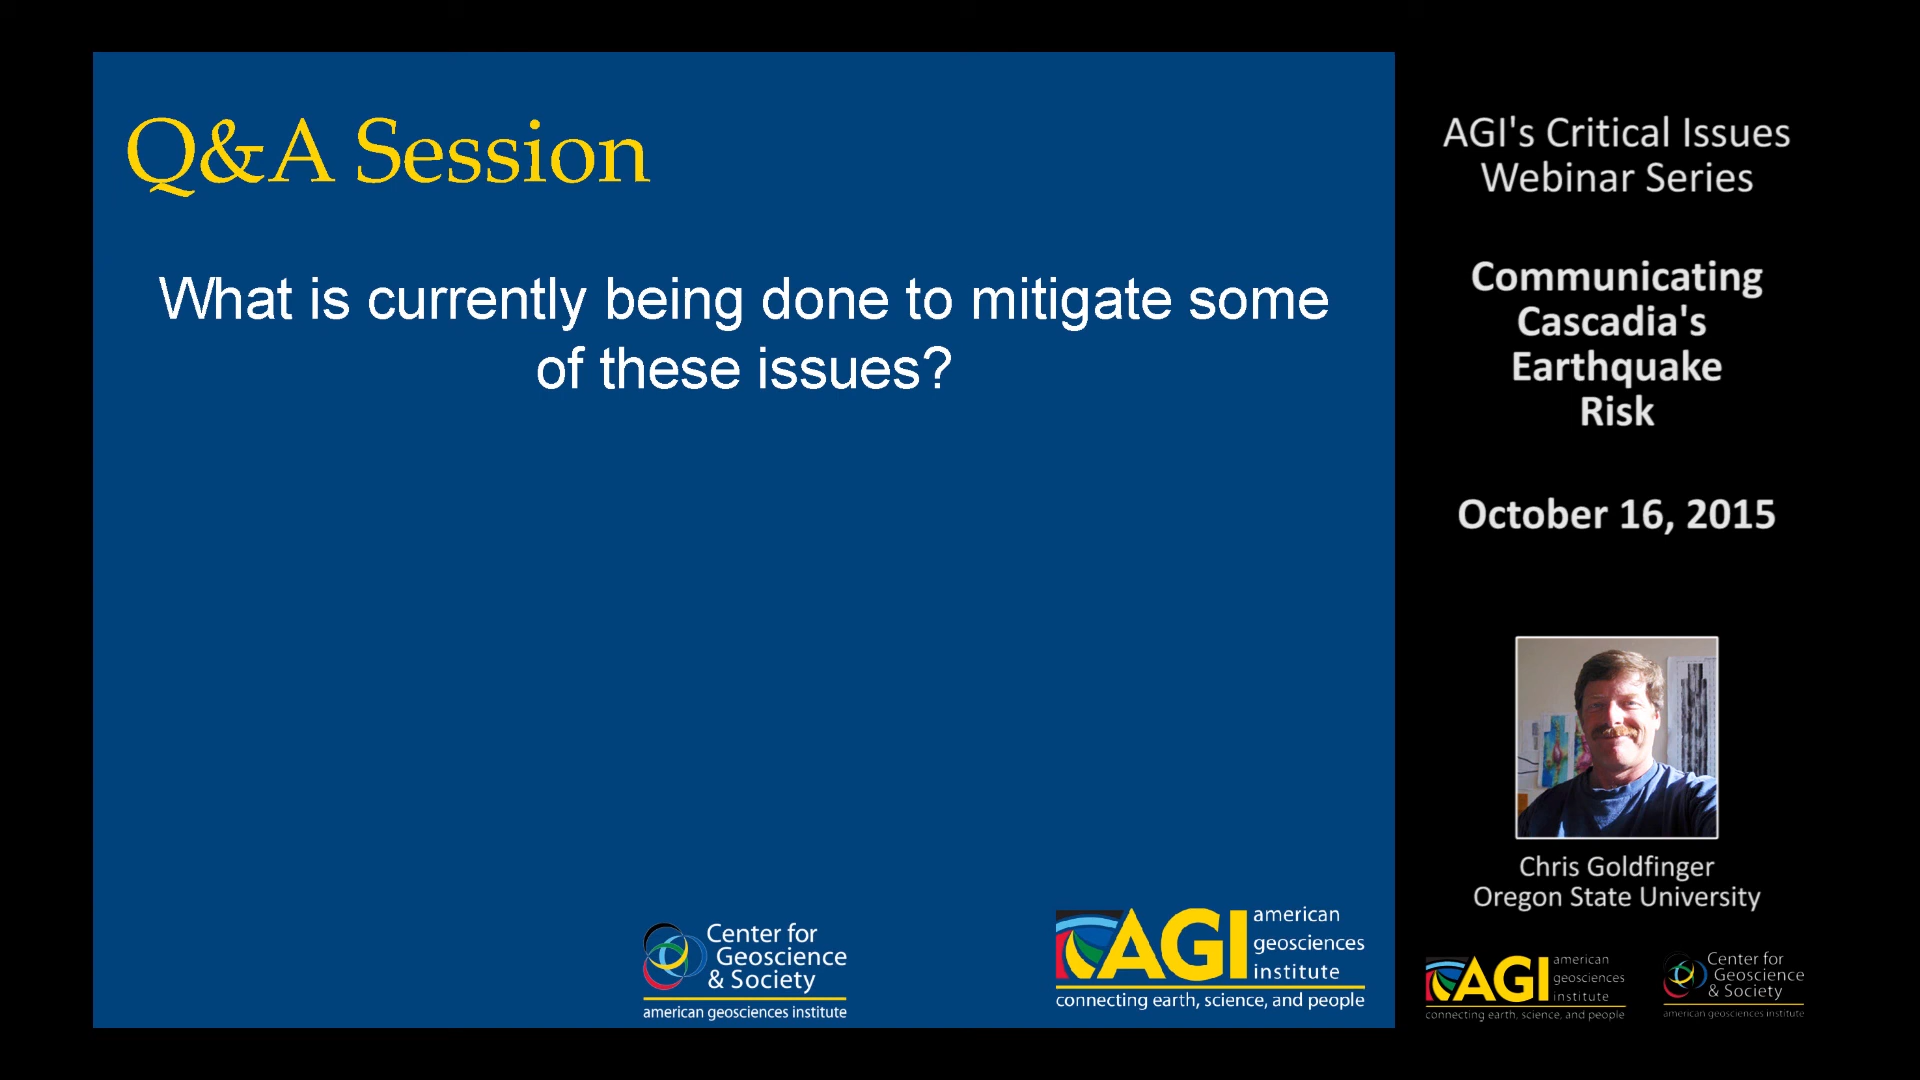 Q&A Session
What is currently being done to mitigate some
of these issues?
Center for
Geoscience
& Society
american geosciences institute
AGI american
geosciences
institute
connecting earth, science, and people
AGI's Critical Issues
Webinar Series
Communicating
Cascadia's
Earthquake
Risk
October 16, 2015
Chris Goldfinger
Oregon State University
AGI american
geosciences
institute
connecting earth, science, and people
Center for
Geoscience
& Society
american geosciences institute